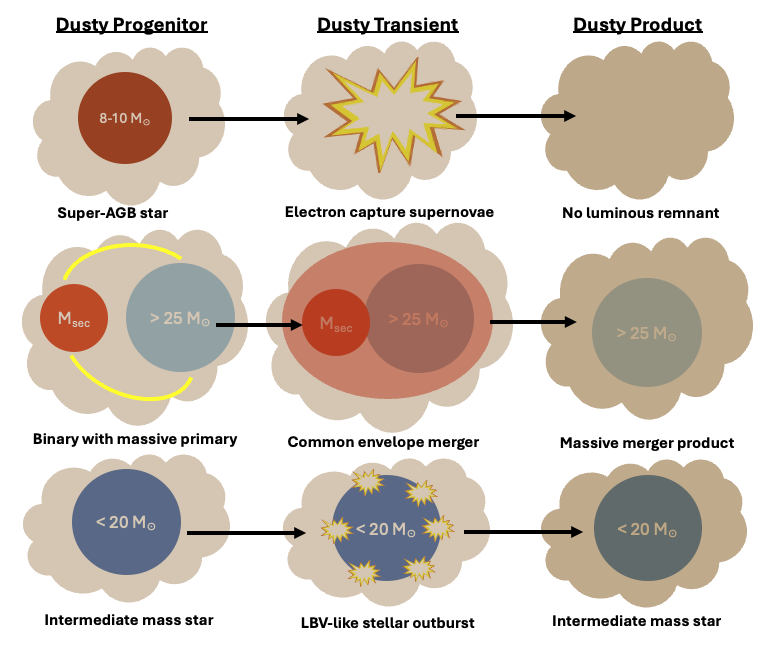 Dusty Progenitor
Dusty Transient
Dusty Product
8-10 M☉
Super-AGB star
Electron capture supernovae
No luminous remnant
Msec
> 25 M☉
Msec
> 25 M☉
> 25 M☉
Binary with massive primary
Common envelope merger
Massive merger product
< 20 M☉
< 20 M☉
< 20 M☉
Intermediate mass star
LBV-like stellar outburst
Intermediate mass star